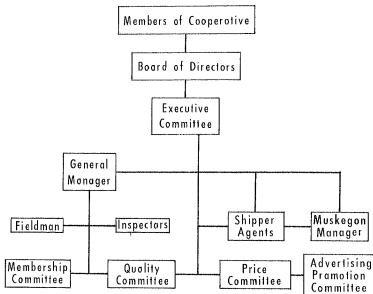 Members of Cooperative
Board of Directors
Executive
Committee
General
Manager
Fieldman
Inspectors
Shipper
Agents
Muskegon
Manager
Membership
Committee
Quality
Committee
Price
Committee
Advertising
Promotion
Committee